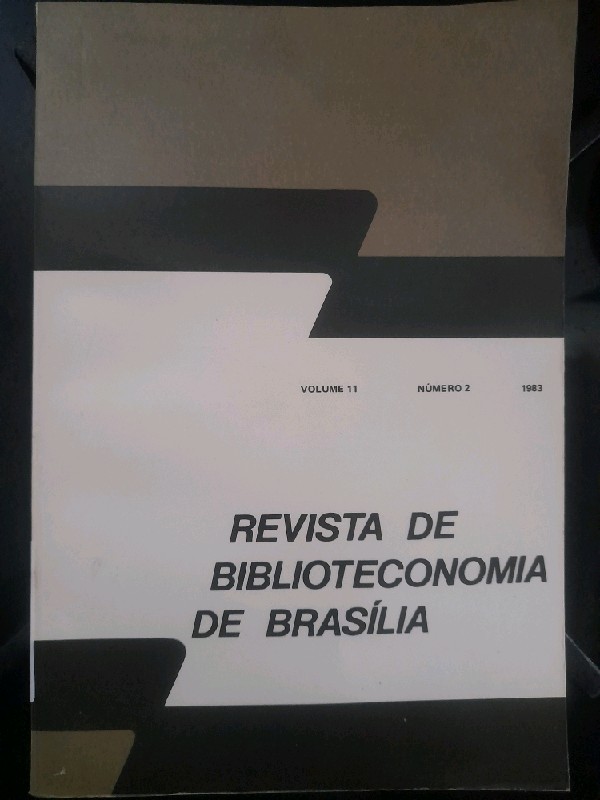 VOLUME 11 NÚMERO 2 1983
REVISTA DE
BIBLIOTECONOMIA
DE BRASÍLIA